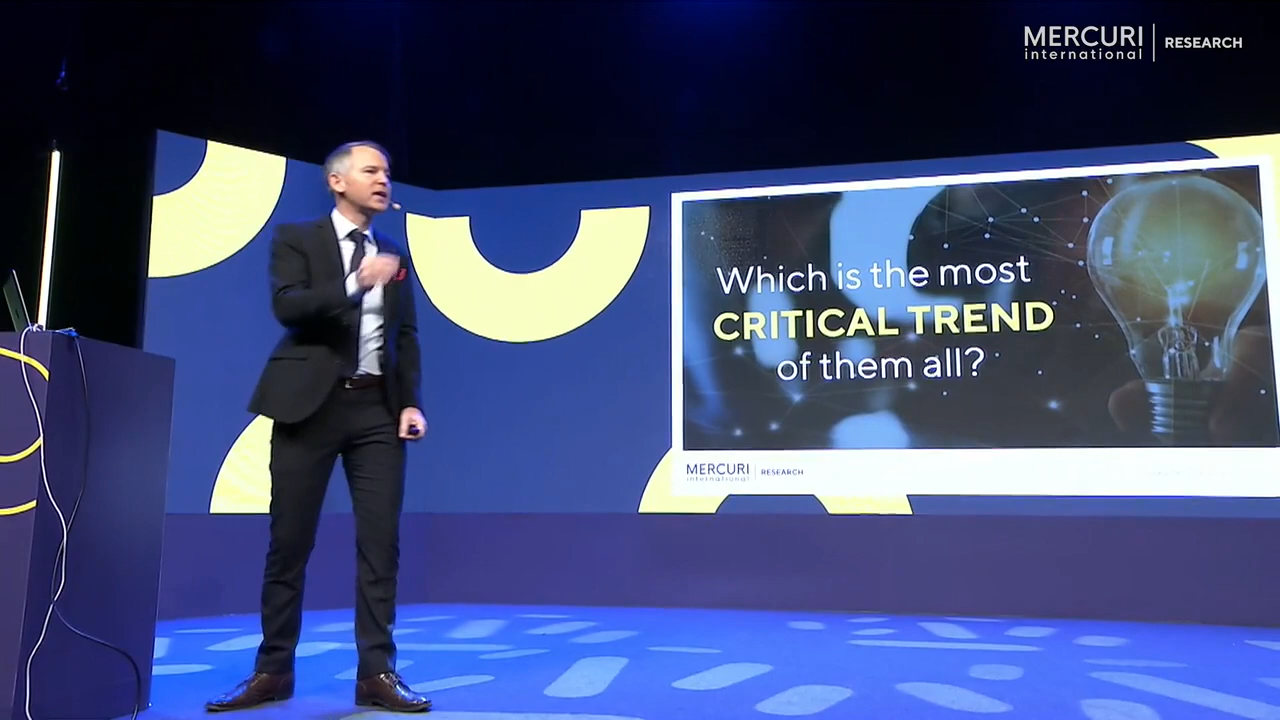 MERCURI
international
RESEARCH
Which is the most
CRITICAL TREND
of them all?
MERCURI
international
RESEARCH